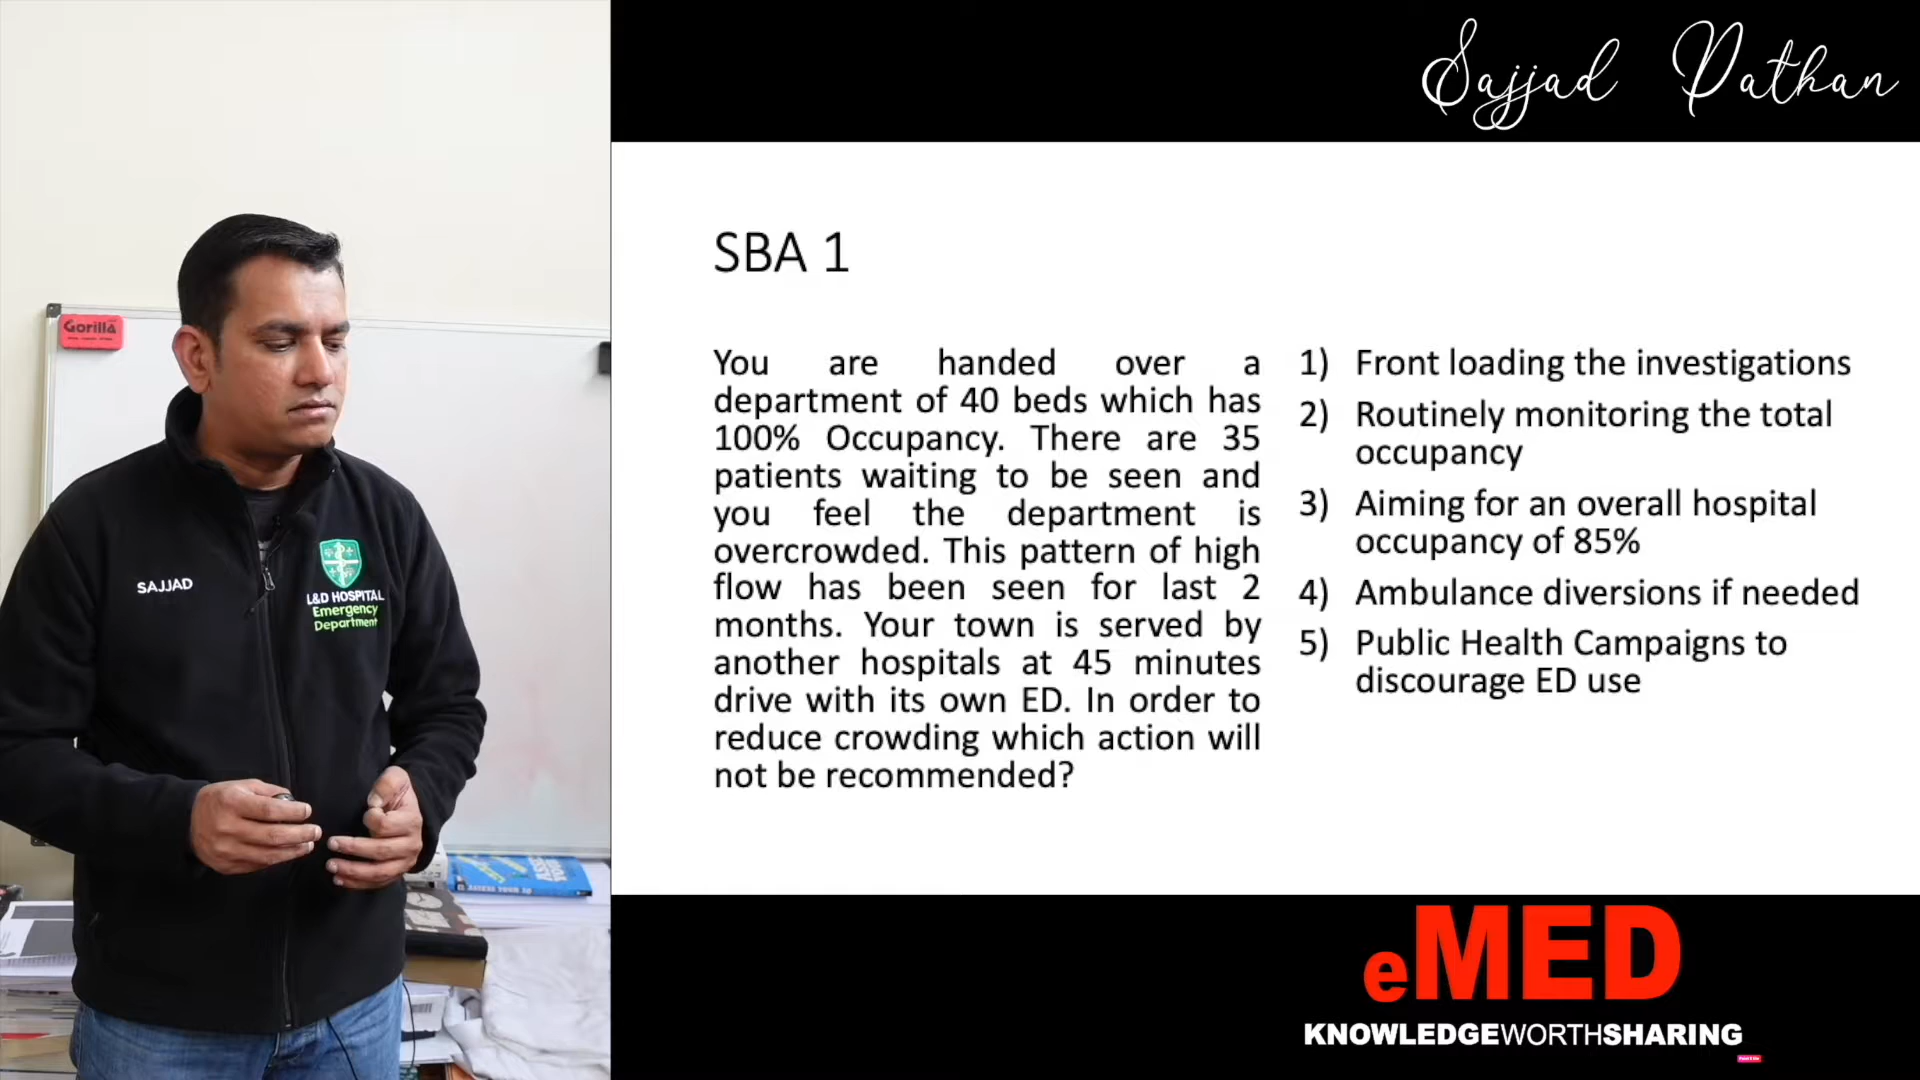 Sajjad Pathan
Gorilla
SAJJAD
L&D HOSPITAL
Emergency
Department
SBA 1
You are handed over a
department of 40 beds which has
100% Occupancy. There are 35
patients waiting to be seen and
you feel the department is
overcrowded. This pattern of high
flow has been seen for last 2
months. Your town is served by
another hospitals at 45 minutes
drive with its own ED. In order to
reduce crowding which action will
not be recommended?
1) Front loading the investigations
2) Routinely monitoring the total
occupancy
3) Aiming for an overall hospital
occupancy of 85%
4) Ambulance diversions if needed
5) Public Health Campaigns to
discourage ED use
eMED
KNOWLEDGEWORTHSHARING